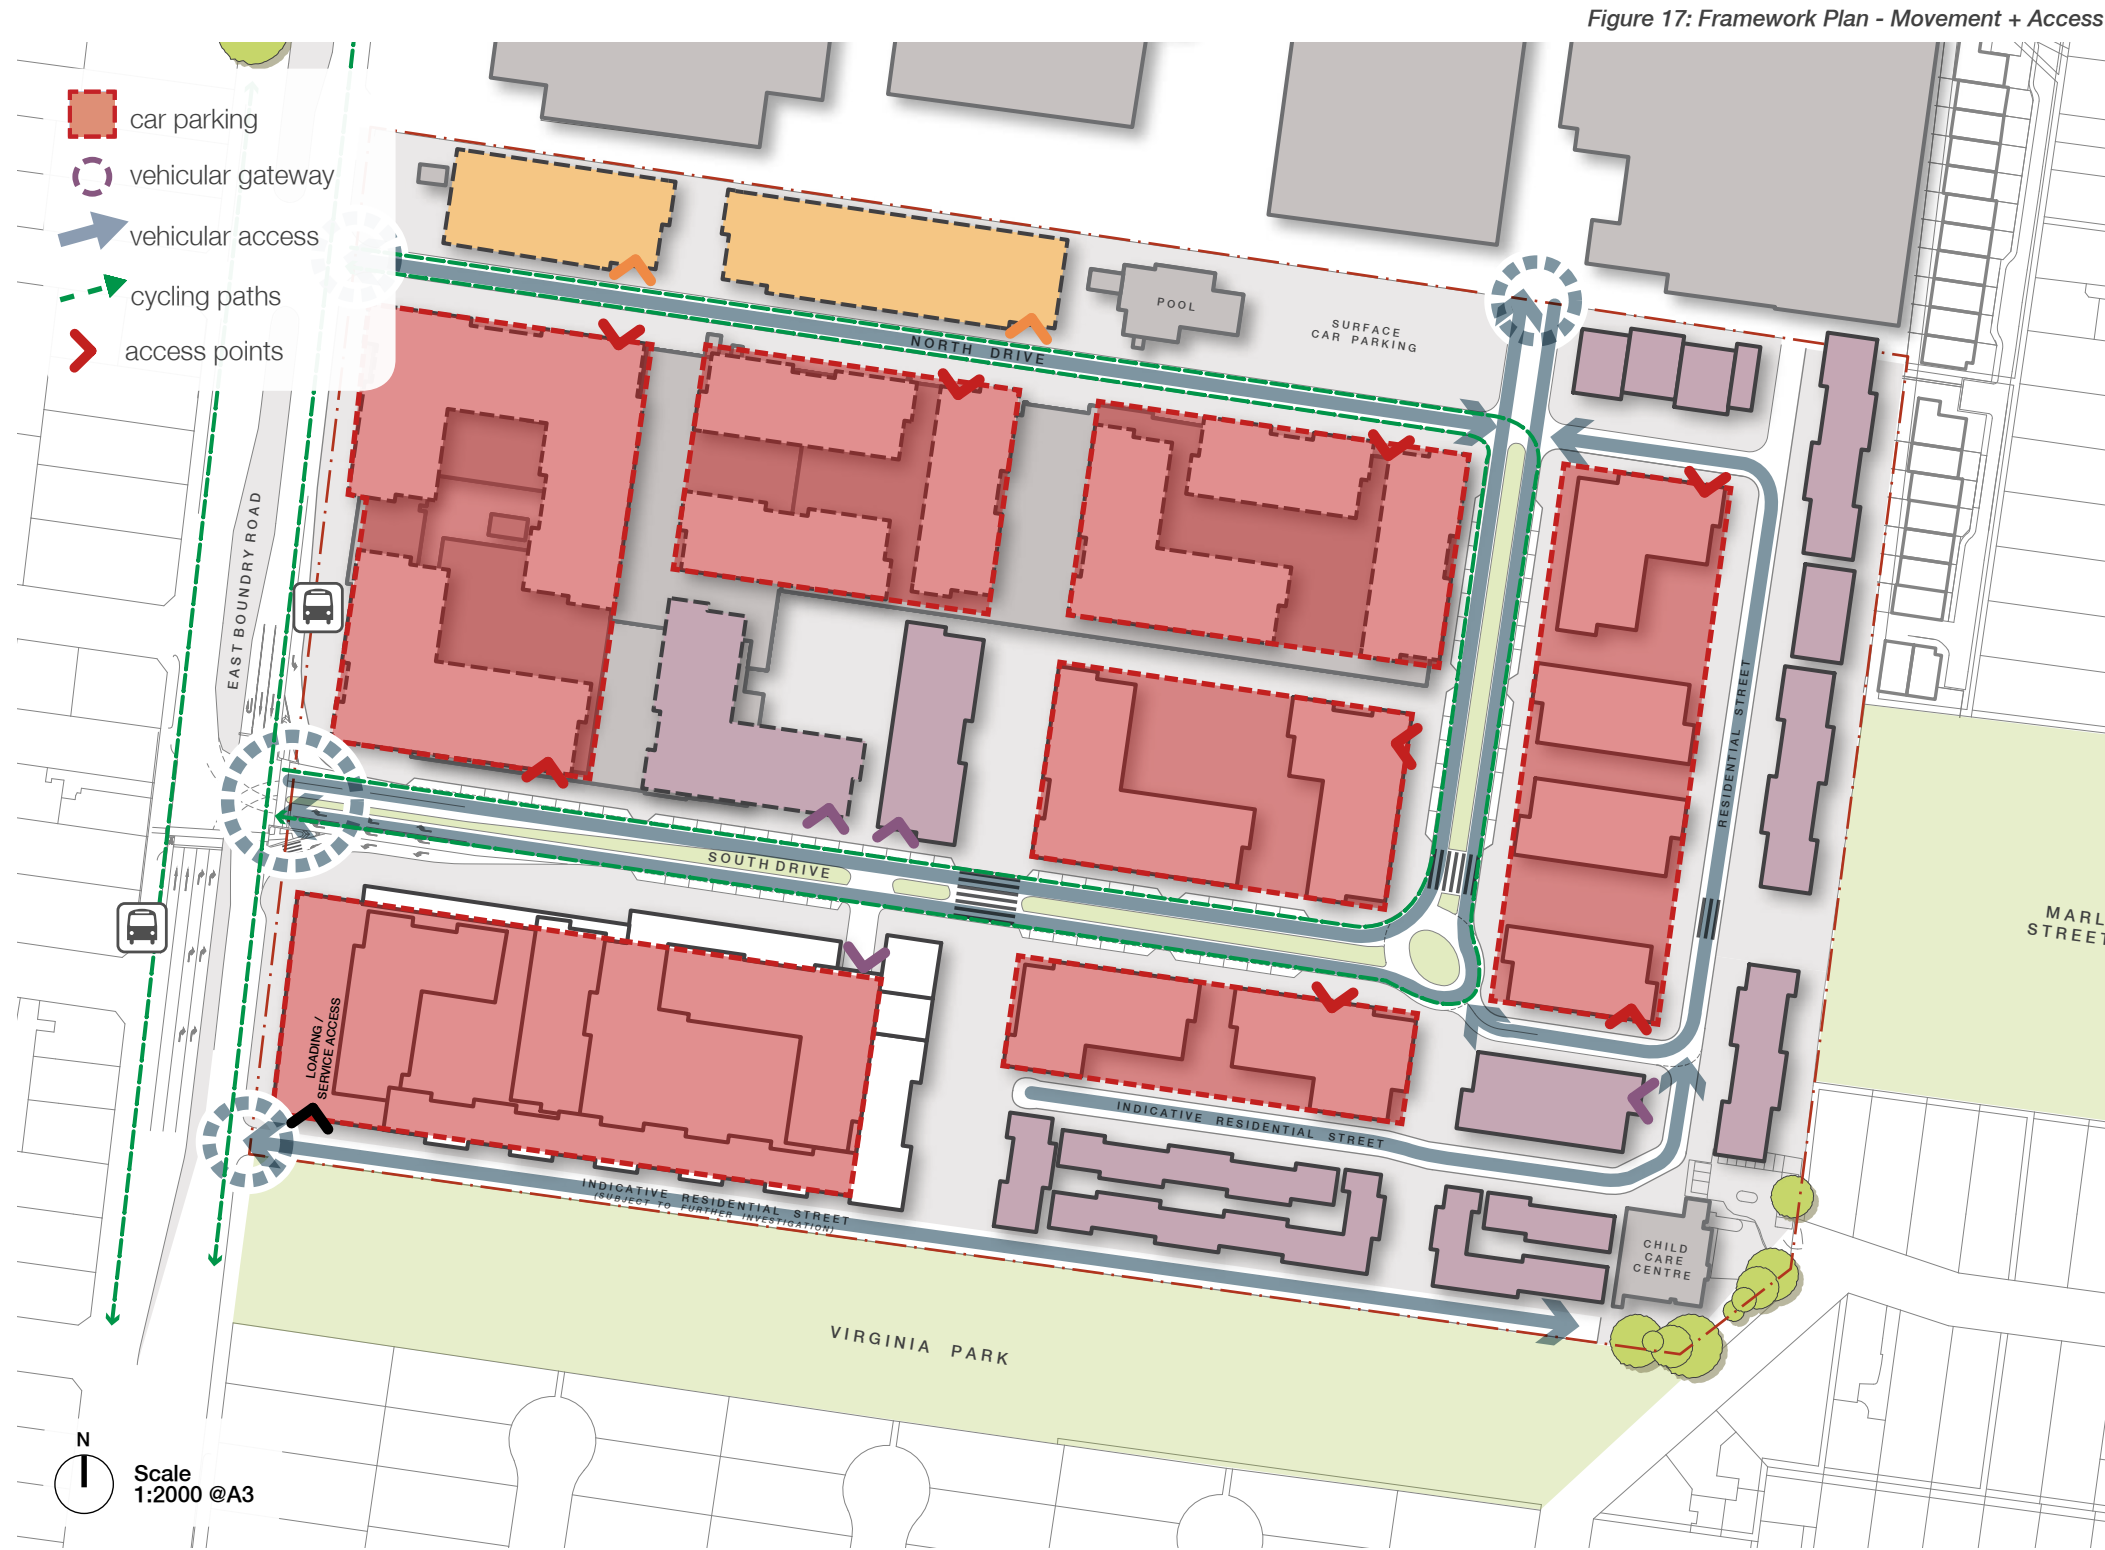 Figure 17: Framework Plan - Movement + Access
car parking
vehicular gateway
vehicular access
cycling paths
access points
POOL
SURFACE
CAR PARKING
NORTH DRIVE
EAST BOUNDRY ROAD
RESIDENTIAL STREET
SOUTH DRIVE
MARL
STREET
LOADING /
SERVICE ACCESS
INDICATIVE RESIDENTIAL STREET
INDICATIVE RESIDENTIAL STREET
(SUBJECT TO FURTHER INVESTIGATION)
CHILD
CARE
CENTRE
VIRGINIA PARK
N
Scale
1:2000 @A3